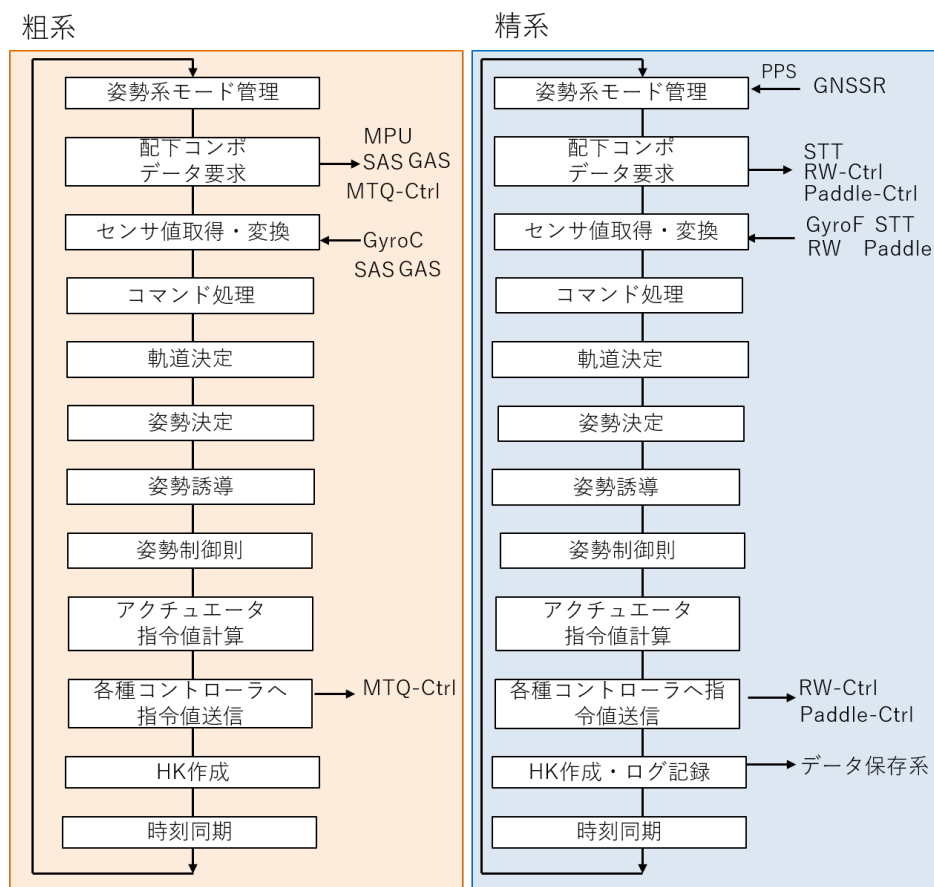 粗系
姿勢系モード管理
配下コンポ
データ要求
MPU
SAS GAS
MTQ-Ctrl
センサ値取得・変換
GyroC
SAS GAS
コマンド処理
軌道決定
姿勢決定
姿勢誘導
姿勢制御則
アクチュエータ
指令値計算
各種コントローラへ
指令値送信
MTQ-Ctrl
HK作成
時刻同期
精系
姿勢系モード管理
PPS
GNSSR
配下コンポ
データ要求
STT
RW-Ctrl
Paddle-Ctrl
センサ値取得・変換
GyroF STT
RW Paddle
コマンド処理
軌道決定
姿勢決定
姿勢誘導
姿勢制御則
アクチュエータ
指令値計算
各種コントローラへ指
令値送信
RW-Ctrl
Paddle-Ctrl
HK作成・ログ記録
データ保存系
時刻同期